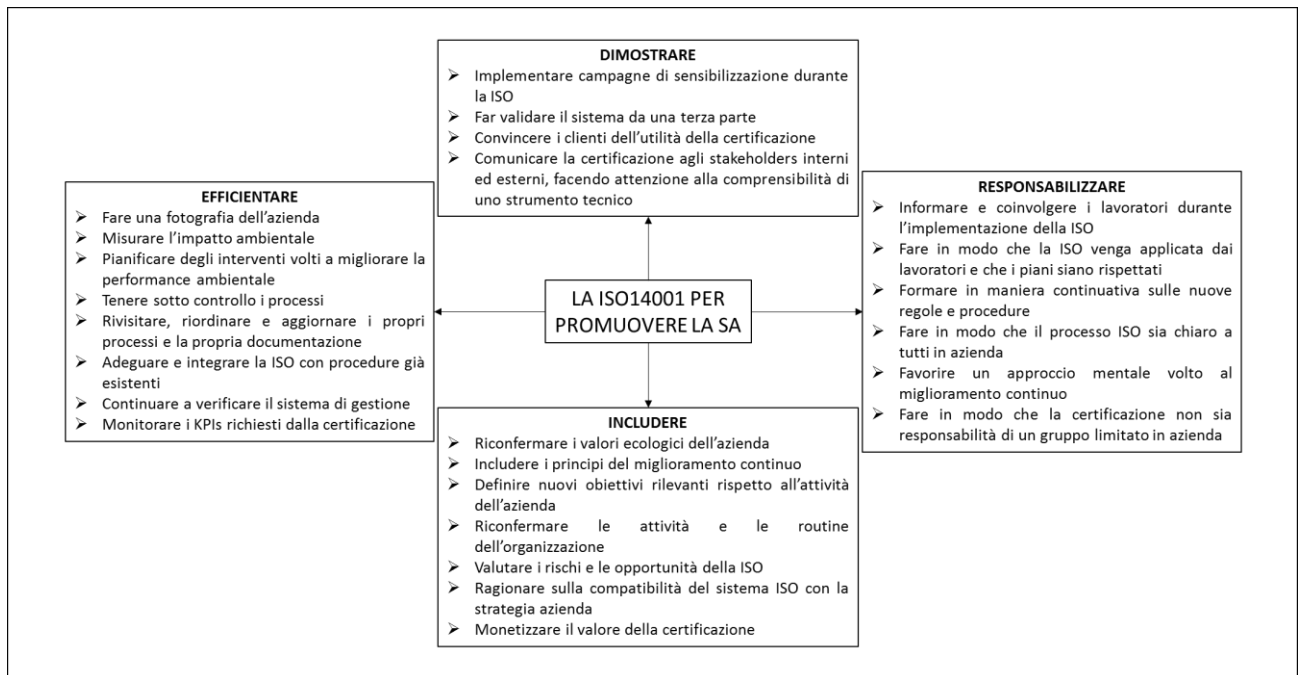 DIMOSTRARE
➢ Implementare campagne di sensibilizzazione durante
la ISO
➢ Far validare il sistema da una terza parte
➢ Convincere i clienti dell'utilità della certificazione
➢ Comunicare la certificazione agli stakeholders interni
ed esterni, facendo attenzione alla comprensibilità di
uno strumento tecnico
EFFICIENTARE
➢ Fare una fotografia dell'azienda
➢ Misurare l'impatto ambientale
➢ Pianificare degli interventi volti a migliorare la
performance ambientale
➢ Tenere sotto controllo i processi
➢ Rivisitare, riordinare e aggiornare i propri
processi e la propria documentazione
➢ Adeguare e integrare la ISO con procedure già
esistenti
➢ Continuare a verificare il sistema di gestione
➢ Monitorare i KPIs richiesti dalla certificazione
LA ISO14001 PER
PROMUOVERE LA SA
RESPONSABILIZZARE
➢ Informare e coinvolgere i lavoratori durante
l'implementazione della ISO
➢ Fare in modo che la ISO venga applicata dai
lavoratori e che i piani siano rispettati
➢ Formare in maniera continuativa sulle nuove
regole e procedure
➢ Fare in modo che il processo ISO sia chiaro a
tutti in azienda
➢ Favorire un approccio mentale volto al
miglioramento continuo
➢ Fare in modo che la certificazione non sia
responsabilità di un gruppo limitato in azienda
INCLUDERE
➢ Riconfermare i valori ecologici dell'azienda
➢ Includere i principi del miglioramento continuo
➢ Definire nuovi obiettivi rilevanti rispetto all'attività
dell'azienda
➢ Riconfermare le attività e le routine
dell'organizzazione
➢ Valutare i rischi e le opportunità della ISO
➢ Ragionare sulla compatibilità del sistema ISO con la
strategia azienda
➢ Monetizzare il valore della certificazione